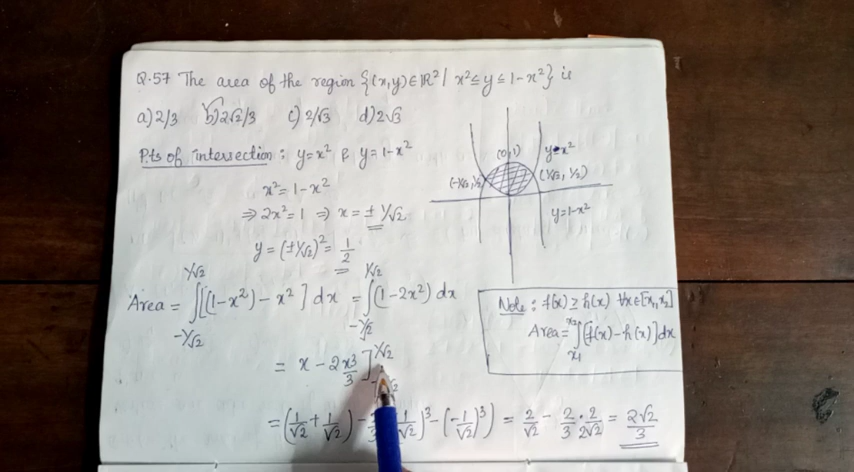 Q.57 The area of the region {(x,y)∈ℝ² | x² ≤ y ≤ 1-x²} is
a) 2/3 b) 2√2/3 c) 2/√3 d) 2√3
Pts of intersection : y=x² & y=1-x²
x² = 1-x²
⇒ 2x²=1 ⇒ x = ± 1/√2
y = (±1/√2)² = 1/2
(0,1)
y=x²
(-1/√2, 1/2)
(1/√2, 1/2)
y=1-x²
Area = ∫_{-1/√2}^{1/√2} [(1-x²) - x²] dx = ∫_{-1/√2}^{1/√2} (1-2x²) dx
= x - 2x³/3 ]^{1/√2}
= (1/√2 + 1/√2) - (1/√2)³ - (-1/√2)³) = 2/√2 - 2/3 · 2/2√2 = 2√2/3
Note : f(x) ≥ h(x) ∀x∈[x₁,x₂]
Area = ∫_{x₁}^{x₂} [f(x) - h(x)] dx